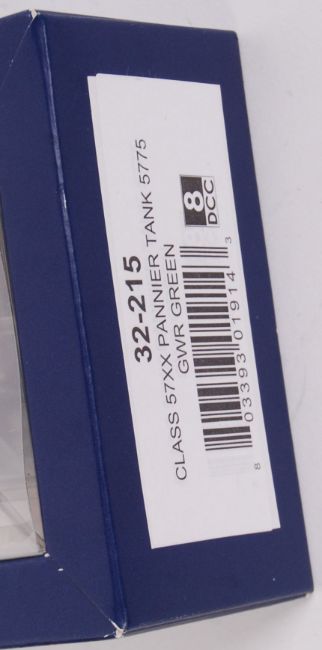 32-215
CLASS 57XX PANNIER TANK 5775
GWR GREEN
8
DCC
8 03393 01914 3